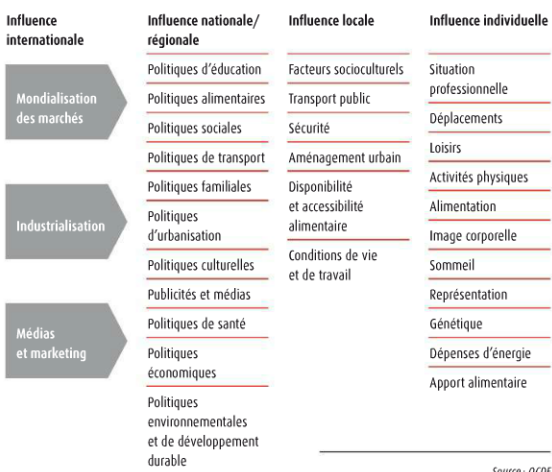 Influence
internationale
Mondialisation
des marchés
Industrialisation
Médias
et marketing
Influence nationale/
régionale
Politiques d’éducation
Politiques alimentaires
Politiques sociales
Politiques de transport
Politiques familiales
Politiques
d’urbanisation
Politiques culturelles
Publicités et médias
Politiques de santé
Politiques
économiques
Politiques
environnementales
et de développement
durable
Influence locale
Facteurs socioculturels
Transport public
Sécurité
Aménagement urbain
Disponibilité
et accessibilité
alimentaire
Conditions de vie
et de travail
Influence individuelle
Situation
professionnelle
Déplacements
Loisirs
Activités physiques
Alimentation
Image corporelle
Sommeil
Représentation
Génétique
Dépenses d’énergie
Apport alimentaire
Source : OCDE